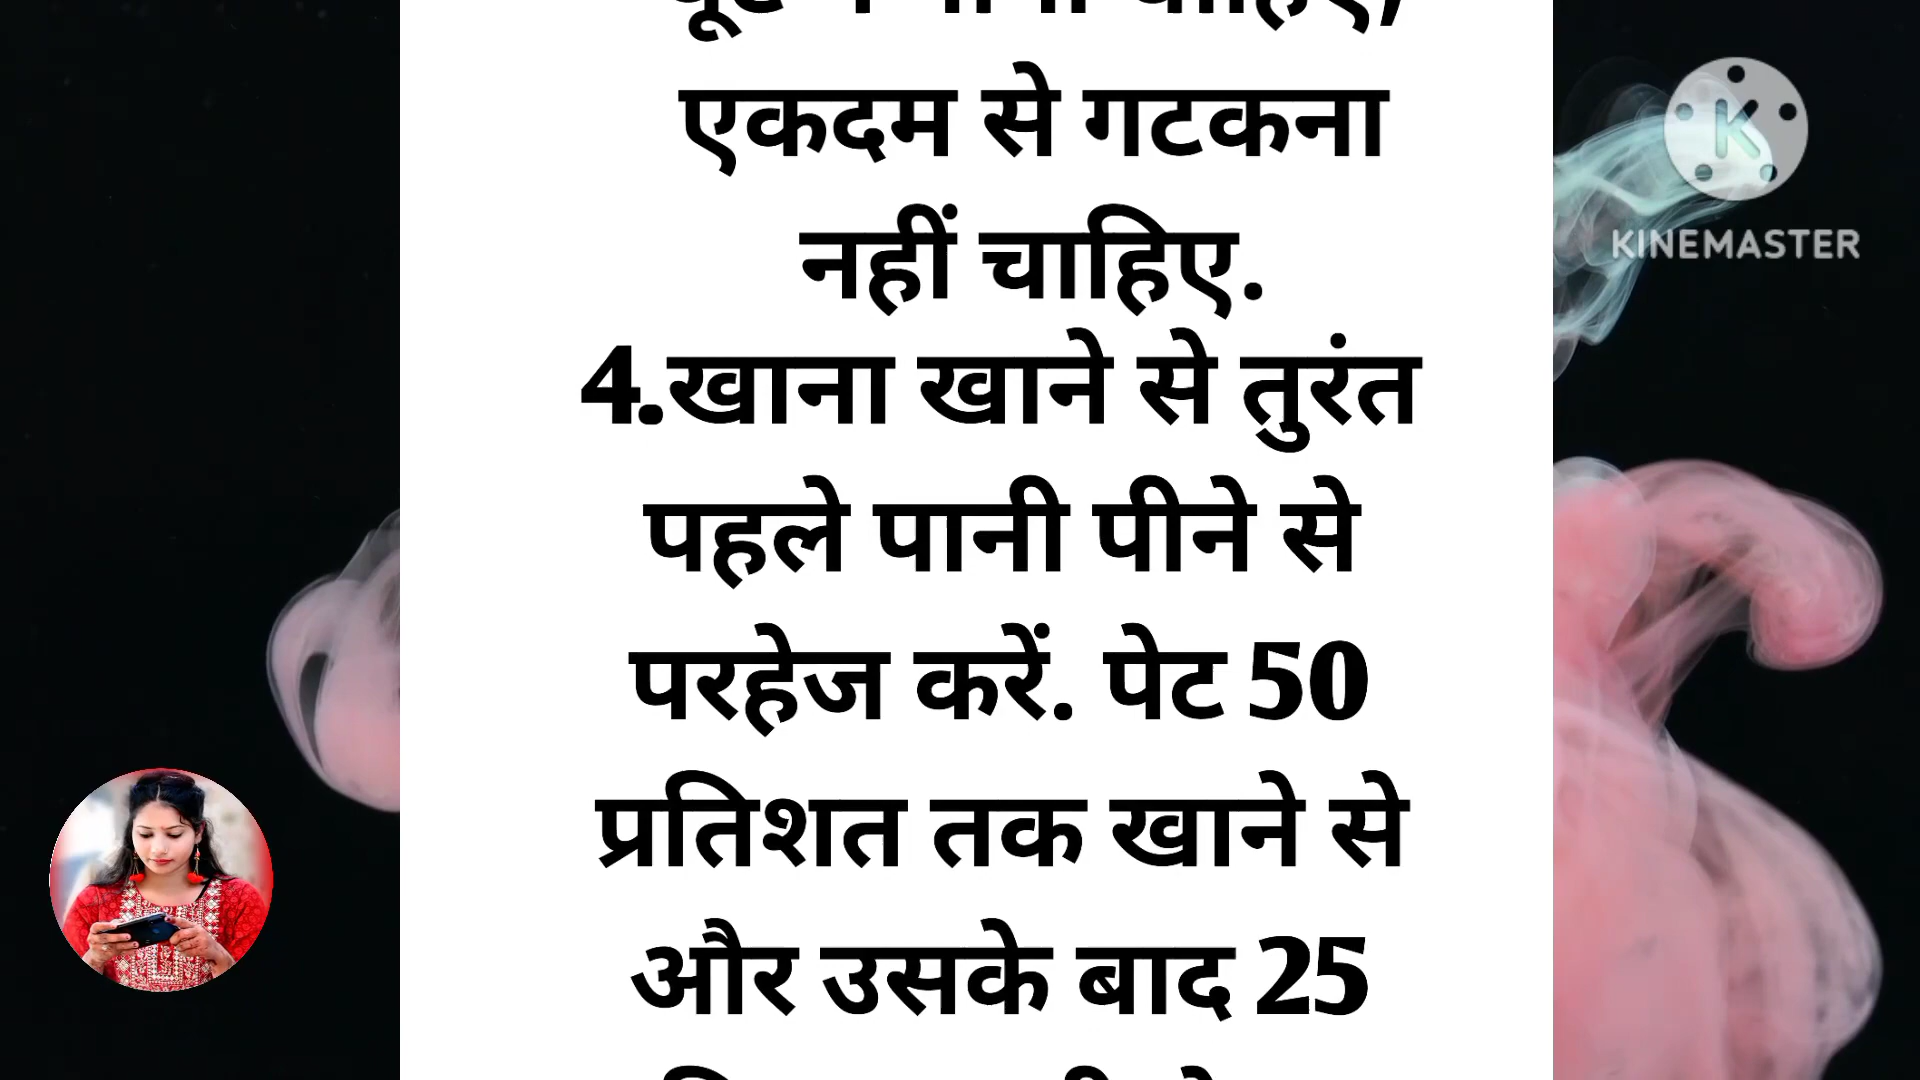 एकदम से गटकना
नहीं चाहिए.
4.खाना खाने से तुरंत
पहले पानी पीने से
परहेज करें. पेट 50
प्रतिशत तक खाने से
और उसके बाद 25
KINEMASTER